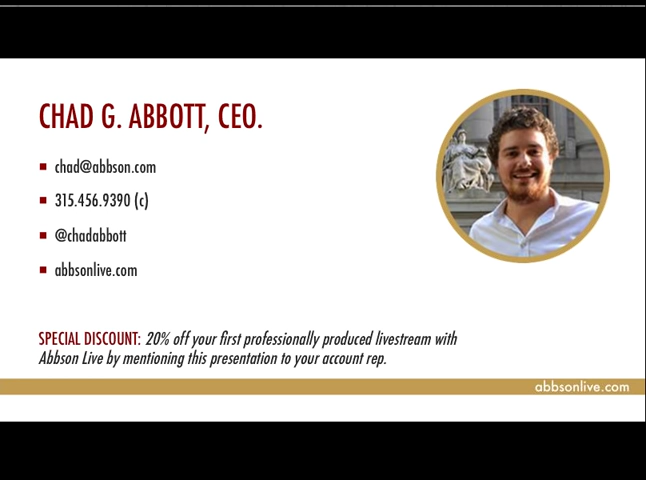 CHAD G. ABBOTT, CEO.
chad@abbson.com
315.456.9390 (c)
@chadabbott
abbsonlive.com
SPECIAL DISCOUNT: 20% off your first professionally produced livestream with
Abbson Live by mentioning this presentation to your account rep.
abbsonlive.com